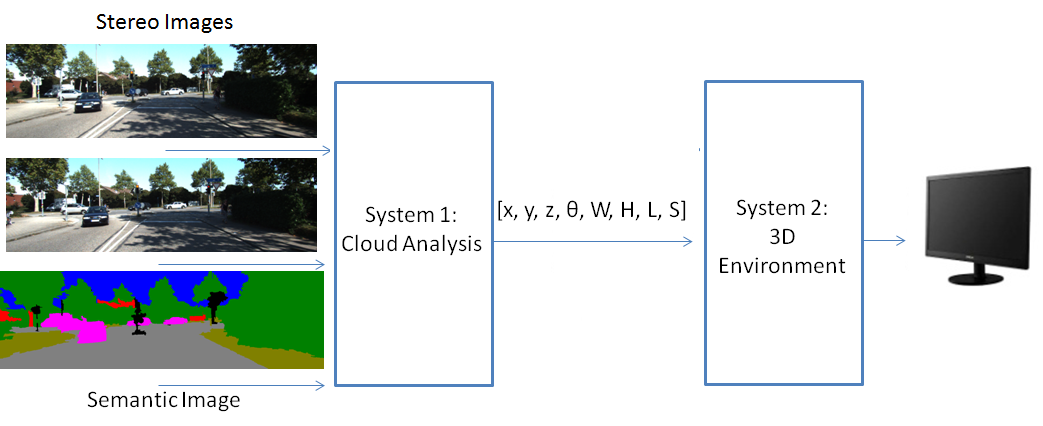 Stereo Images
System 1:
Cloud Analysis
[x, y, z, θ, W, H, L, S]
System 2:
3D
Environment
Semantic Image